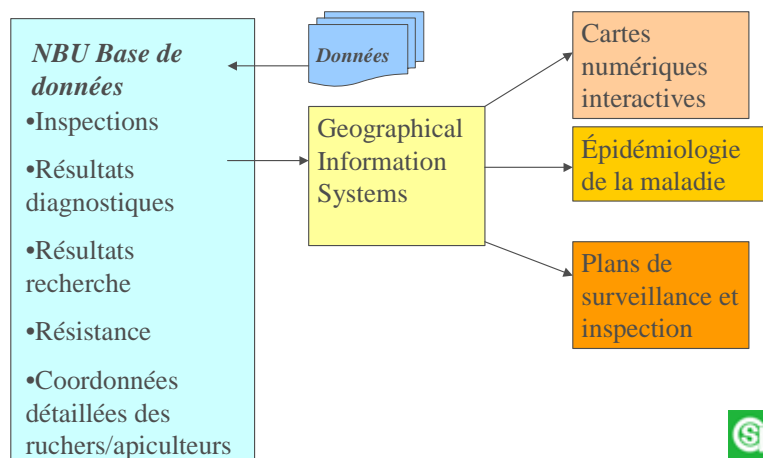 NBU Base de
données
•Inspections
•Résultats
diagnostiques
•Résultats
recherche
•Résistance
•Coordonnées
détaillées des
ruchers/apiculteurs
Données
Geographical
Information
Systems
Cartes
numériques
interactives
Épidémiologie
de la maladie
Plans de
surveillance et
inspection